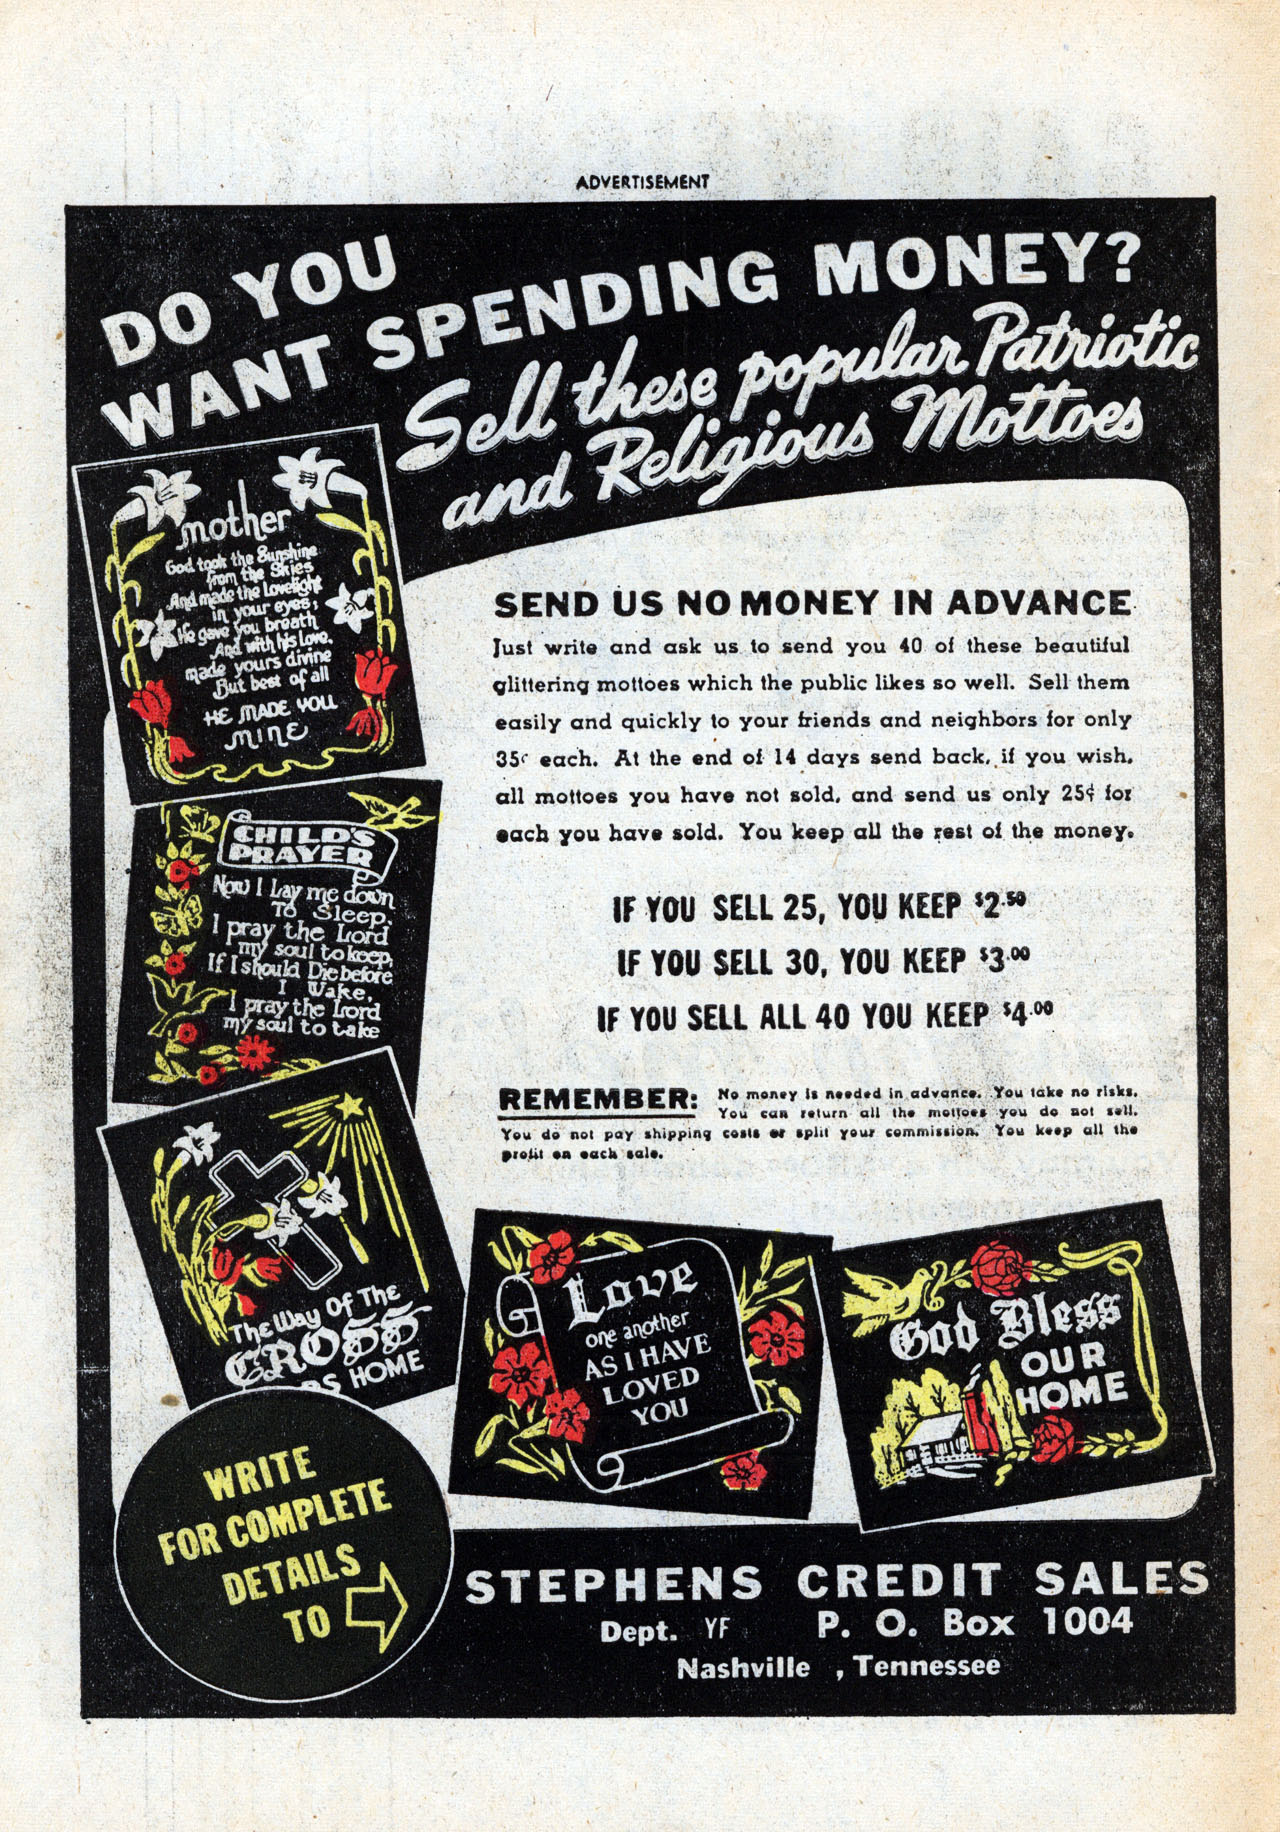 ADVERTISEMENT
DO YOU
WANT SPENDING MONEY?
Sell these popular Patriotic
and Religious Mottoes
mother
God took the Sunshine
from the Skies
And made the Lovelight
in your eyes;
He gave you breath
And with his Love.
made yours divine
But best of all
HE MADE YOU
MINE
CHILD'S
PRAYER
Now I Lay me down
To Sleep.
I pray the Lord
my soul to keep,
If I should Die before
I Wake,
I pray the Lord
my soul to take
The Way Of The
CROSS
DS HOME
SEND US NO MONEY IN ADVANCE
Just write and ask us to send you 40 of these beautiful
glittering mottoes which the public likes so well. Sell them
easily and quickly to your friends and neighbors for only
35¢ each. At the end of 14 days send back, if you wish,
all mottoes you have not sold, and send us only 25¢ for
each you have sold. You keep all the rest of the money.
IF YOU SELL 25, YOU KEEP $2.50
IF YOU SELL 30, YOU KEEP $3.00
IF YOU SELL ALL 40 YOU KEEP $4.00
REMEMBER: No money is needed in advance. You take no risks.
You can return all the mottoes you do not sell.
You do not pay shipping costs or split your commission. You keep all the
profit on each sale.
Love
one another
AS I HAVE
LOVED
YOU
God Bless
OUR
HOME
WRITE
FOR COMPLETE
DETAILS
TO
STEPHENS CREDIT SALES
Dept. YF P. O. Box 1004
Nashville , Tennessee